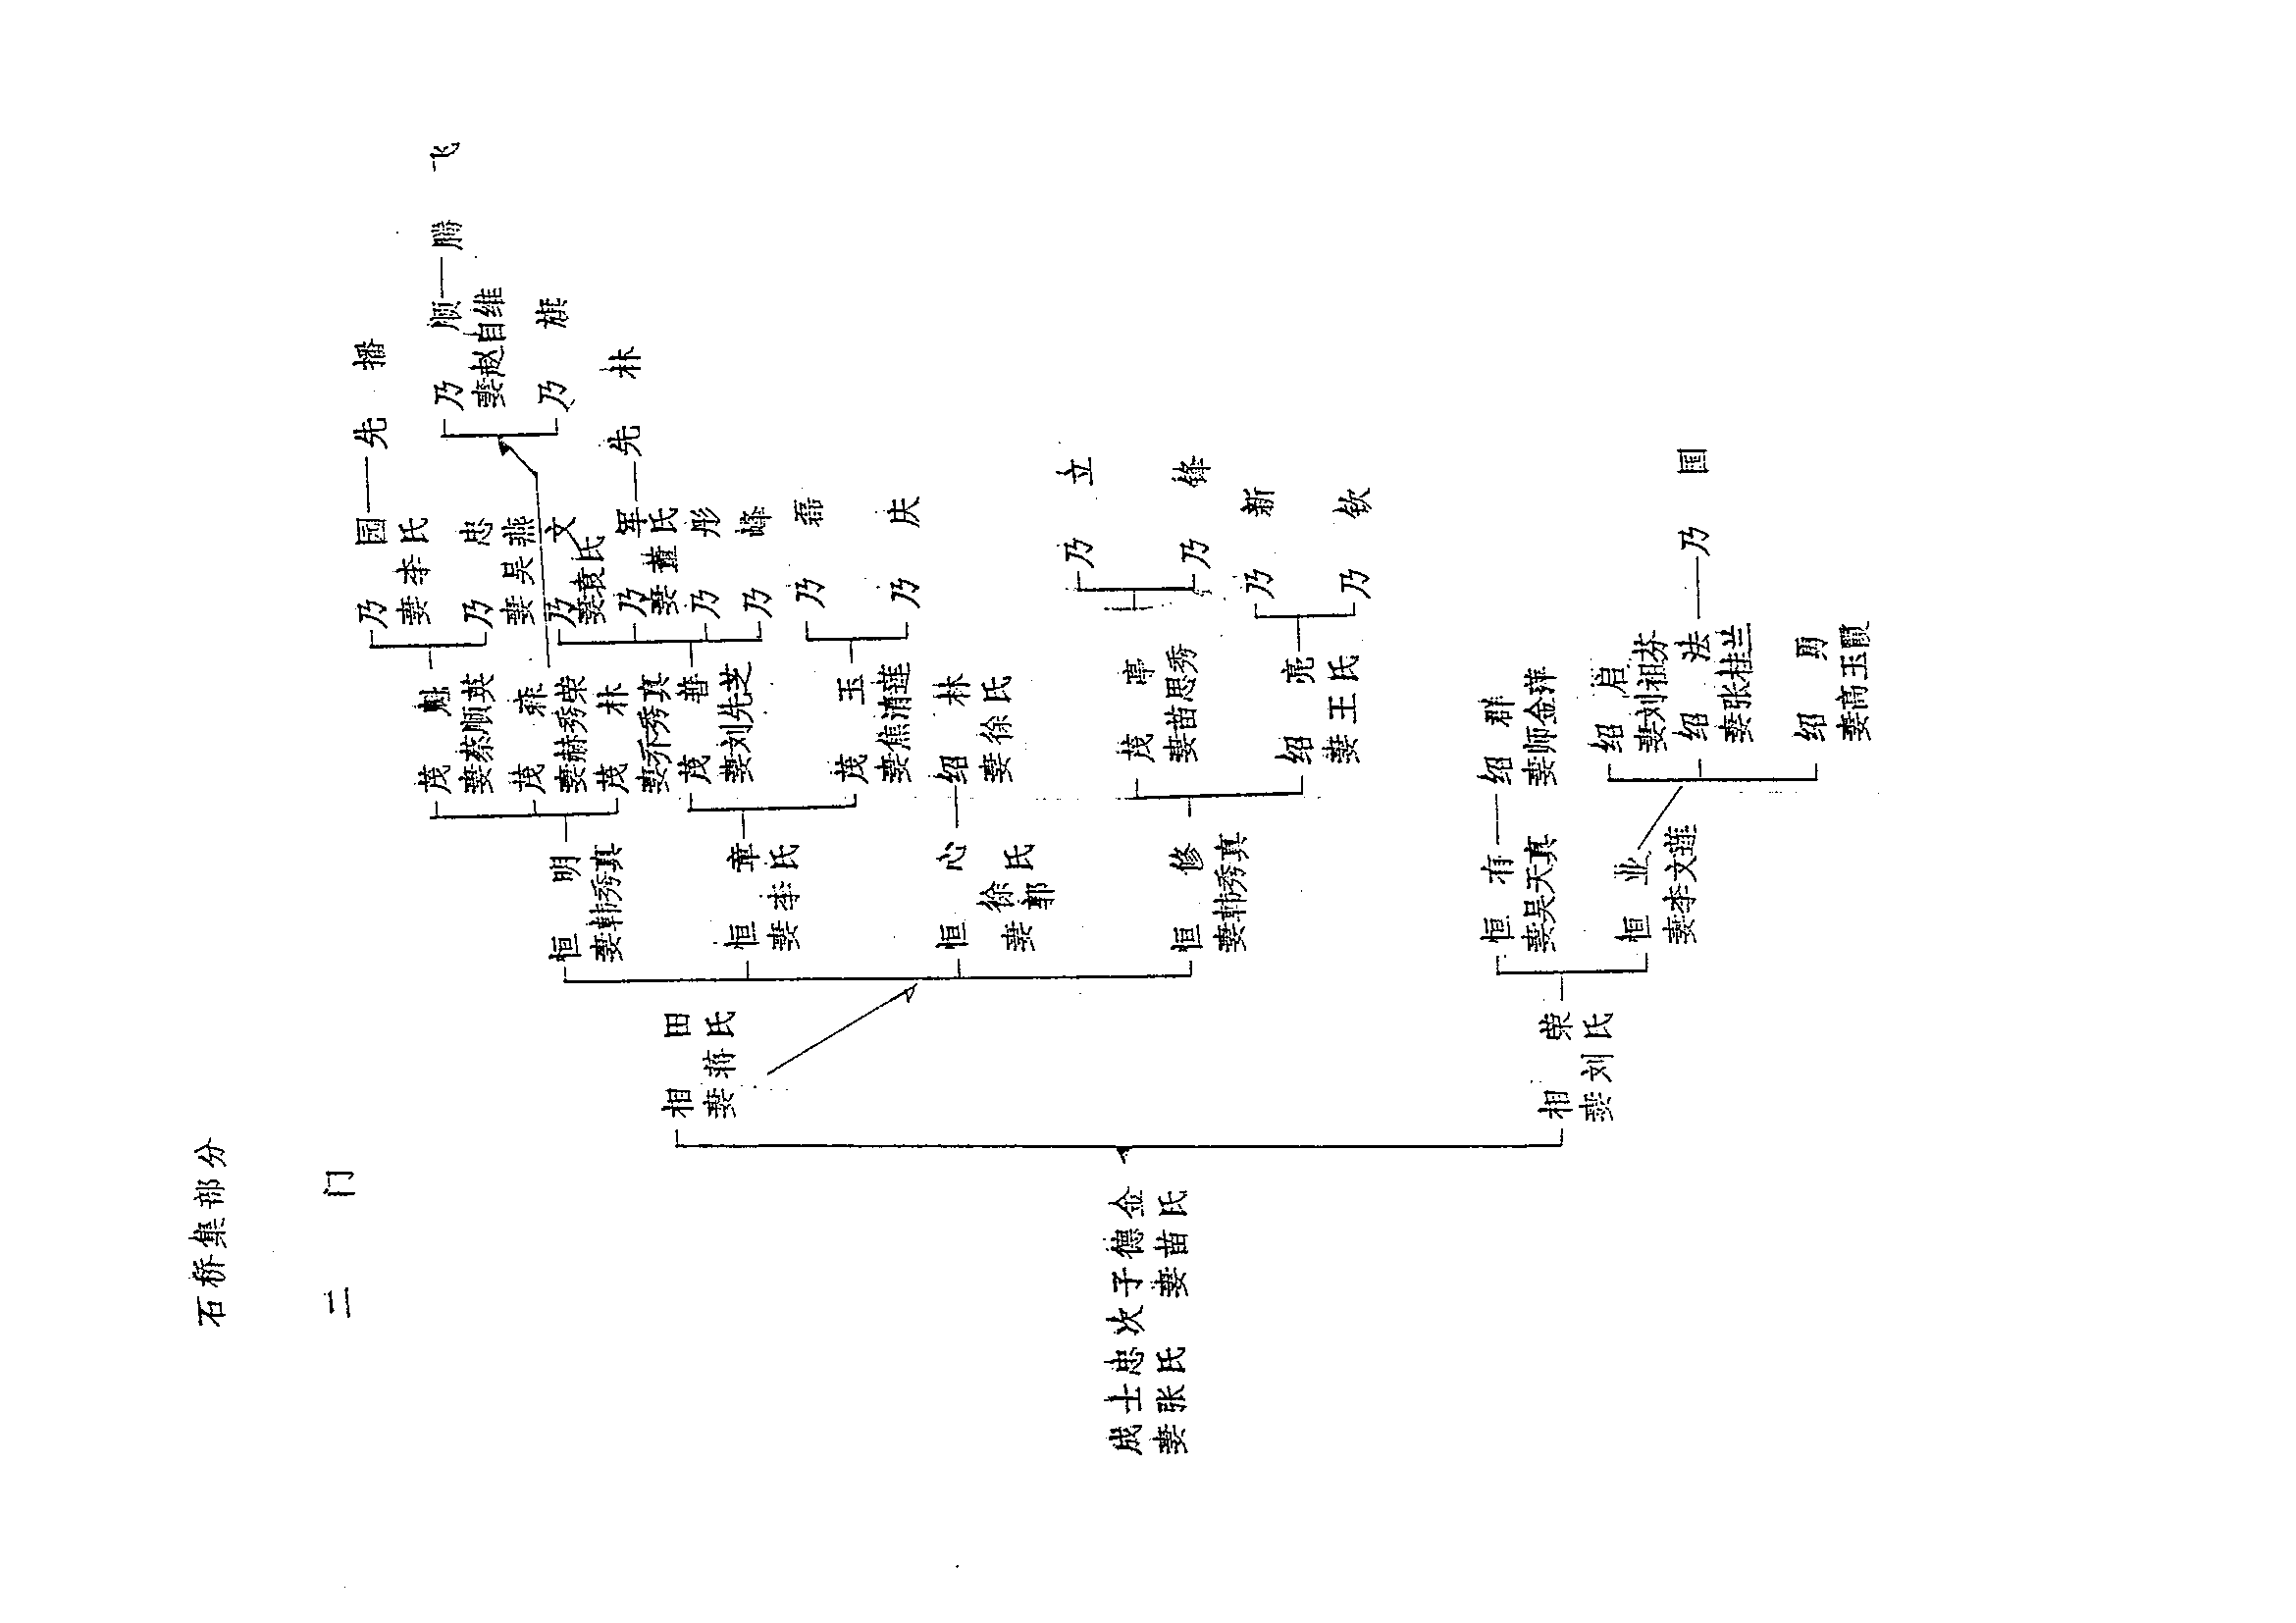 石桥集部分
二门
成士忠次子德金
妻张氏 妻苗氏
相田
妻蒋氏
相荣
妻刘氏
恒明
妻韩秀真
恒章
妻李氏
恒心
妻徐氏
郭
恒修
妻韩秀真
恒有
妻吴天真
恒业
妻李文莲
茂魁
妻蔡顺英
茂森
妻赫秀荣
茂林
妻乔秀真
茂善
妻刘先芝
茂玉
妻焦清莲
绍林
妻徐氏
茂亭
妻苗思秀
绍亮
妻王氏
绍群
妻师金萍
绍启
妻刘祖芬
绍法
妻张桂兰
绍勇
妻高玉霞
乃园
妻李氏
乃忠
妻吴燕
乃文
妻袁氏
乃军
妻董氏
乃彤
乃峰
乃磊
乃庆
乃立
乃锋
乃新
乃钦
乃国
先播
乃顺
妻赵自维
乃旗
先林
腾飞